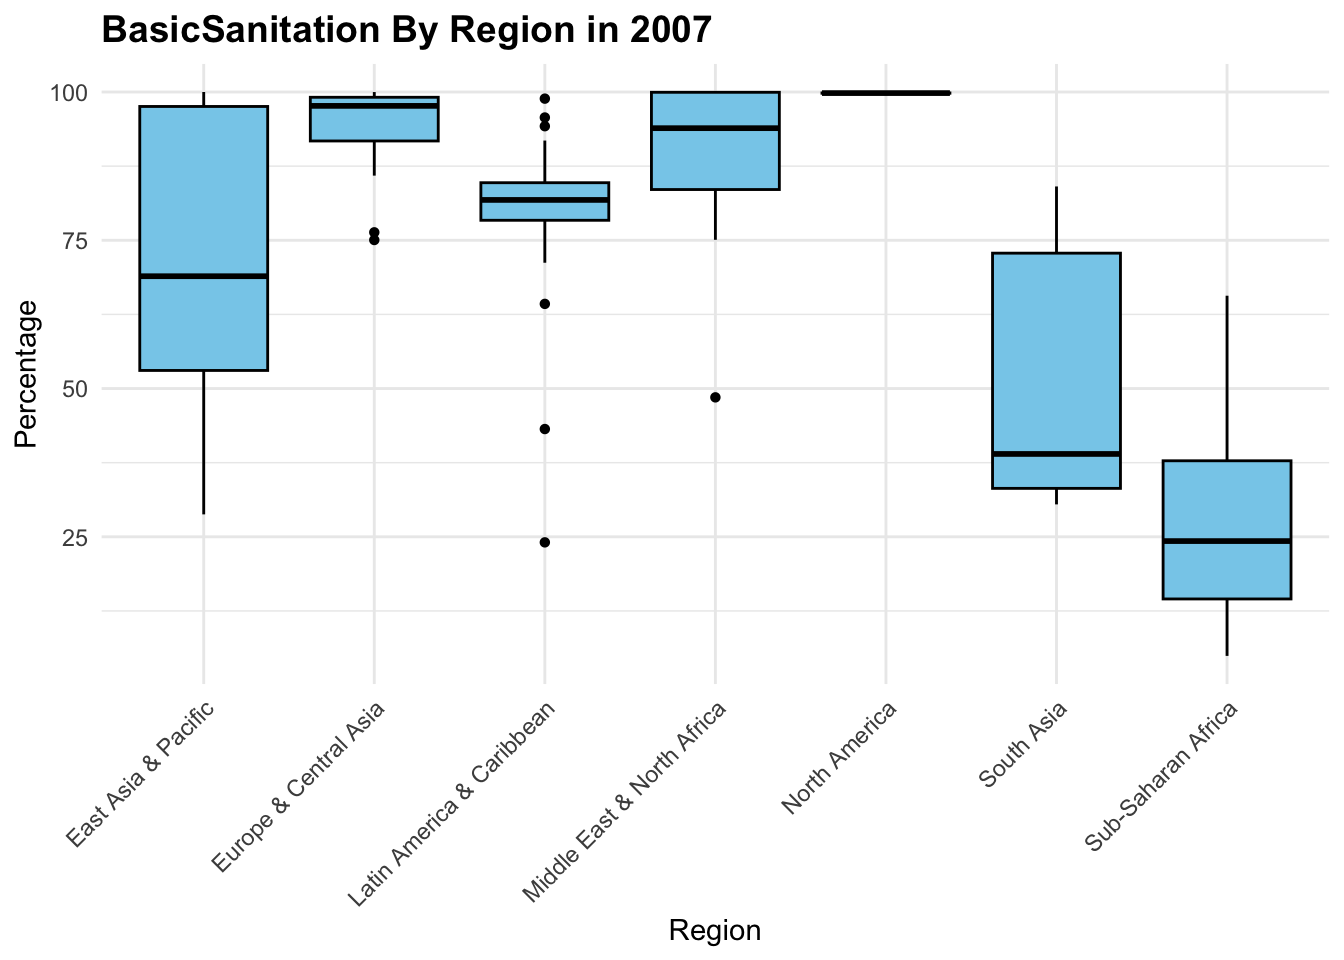 BasicSanitation By Region in 2007
Percentage
100
75
50
25
East Asia & Pacific
Europe & Central Asia
Latin America & Caribbean
Middle East & North Africa
North America
South Asia
Sub-Saharan Africa
Region